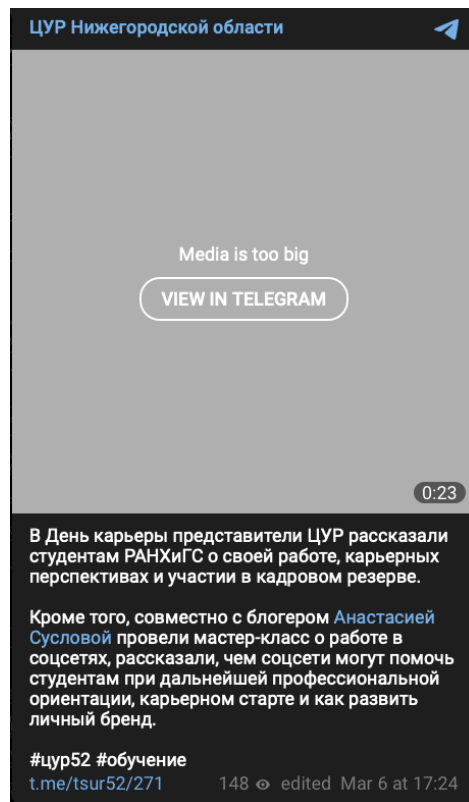 ЦУР Нижегородской области
Media is too big
VIEW IN TELEGRAM
0:23
В День карьеры представители ЦУР рассказали
студентам РАНХиГС о своей работе, карьерных
перспективах и участии в кадровом резерве.
Кроме того, совместно с блогером Анастасией
Сусловой провели мастер-класс о работе в
соцсетях, рассказали, чем соцсети могут помочь
студентам при дальнейшей профессиональной
ориентации, карьерном старте и как развить
личный бренд.
#цур52 #обучение
t.me/tsur52/271 148 edited Mar 6 at 17:24